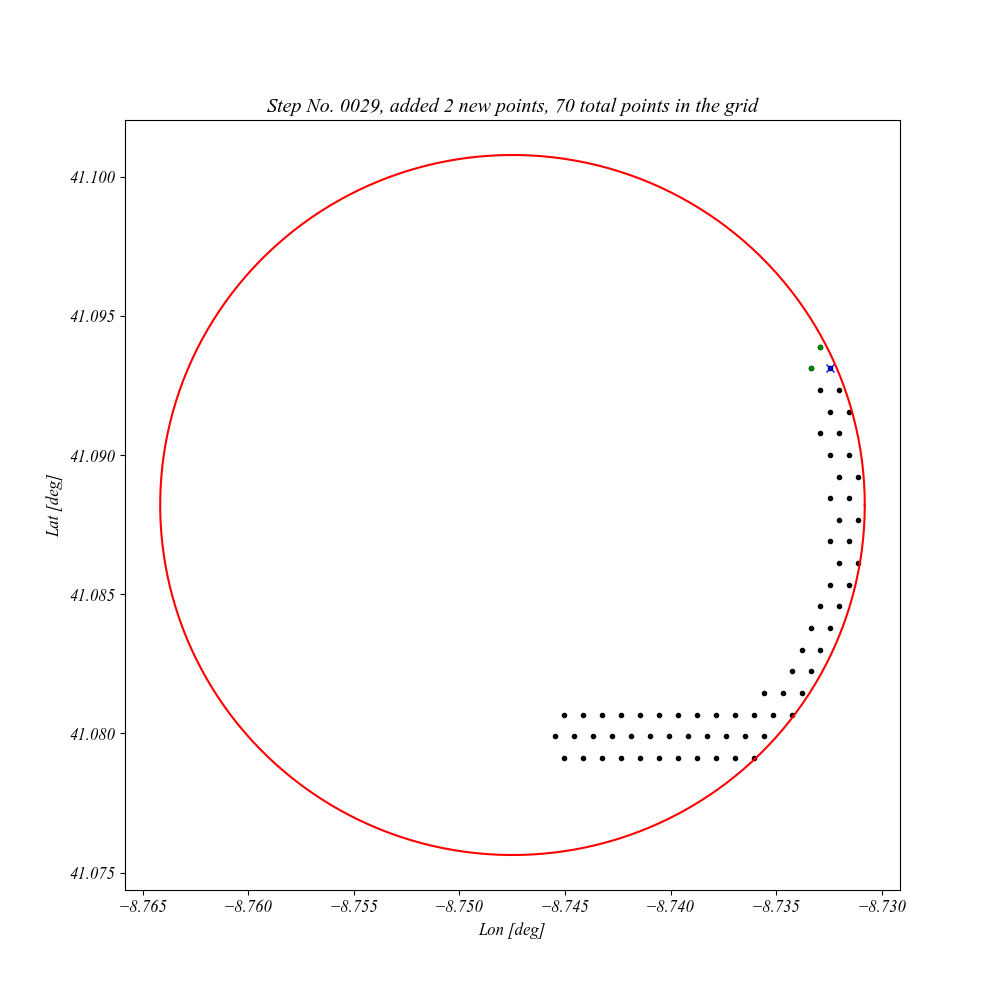 Step No. 0029, added 2 new points, 70 total points in the grid
41.100
41.095
41.090
41.085
41.080
41.075
Lat [deg]
−8.765 −8.760 −8.755 −8.750 −8.745 −8.740 −8.735 −8.730
Lon [deg]